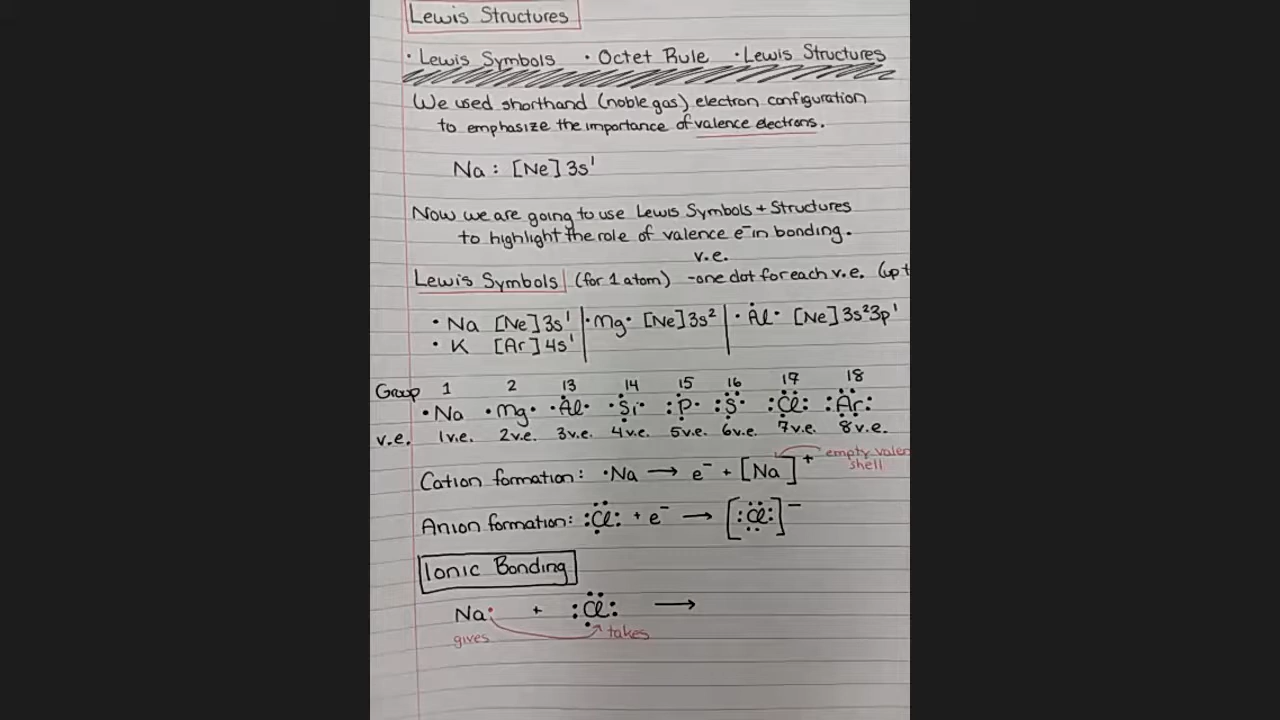 Lewis Structures
· Lewis Symbols · Octet Rule · Lewis Structures
We used shorthand (noble gas) electron configuration
to emphasize the importance of valence electrons.
Na: [Ne] 3s¹
Now we are going to use Lewis Symbols + Structures
to highlight the role of valence e⁻ in bonding.
v.e.
Lewis Symbols (for 1 atom) - one dot for each v.e. (up t
· Na [Ne] 3s¹ | ·Mg· [Ne] 3s² | ·Al· [Ne] 3s²3p¹
· K [Ar] 4s¹
Group 1 2 13 14 15 16 17 18
·Na ·Mg· ·Al· ·Si· :P· :S· :Cl: :Ar:
v.e. 1v.e. 2v.e. 3v.e. 4v.e. 5v.e. 6v.e. 7v.e. 8v.e.
empty valen
shell
Cation formation: ·Na → e⁻ + [Na]⁺
Anion formation: :Cl: + e⁻ → [:Cl:]⁻
Ionic Bonding
Na· + :Cl: →
gives takes